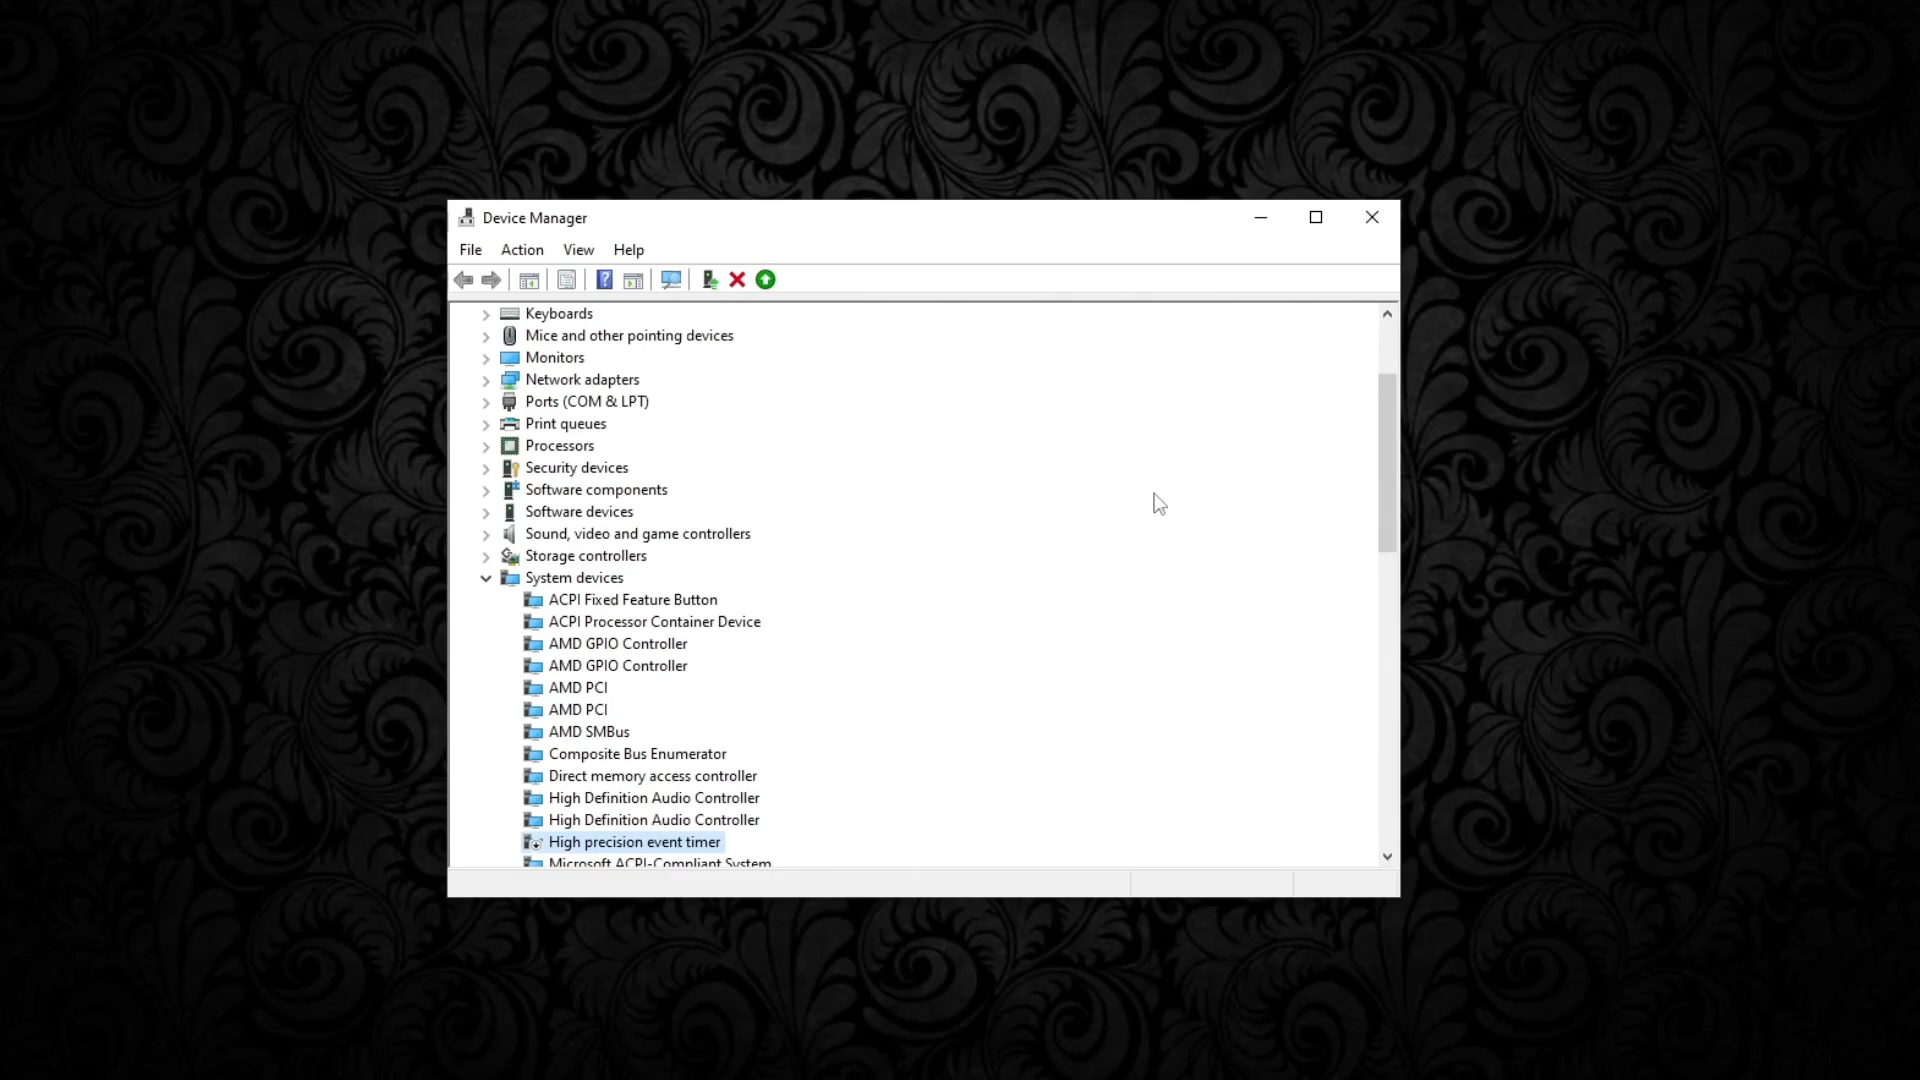 Device Manager
File Action View Help
Keyboards
Mice and other pointing devices
Monitors
Network adapters
Ports (COM & LPT)
Print queues
Processors
Security devices
Software components
Software devices
Sound, video and game controllers
Storage controllers
System devices
ACPI Fixed Feature Button
ACPI Processor Container Device
AMD GPIO Controller
AMD GPIO Controller
AMD PCI
AMD PCI
AMD SMBus
Composite Bus Enumerator
Direct memory access controller
High Definition Audio Controller
High Definition Audio Controller
High precision event timer
Microsoft ACPI-Compliant System